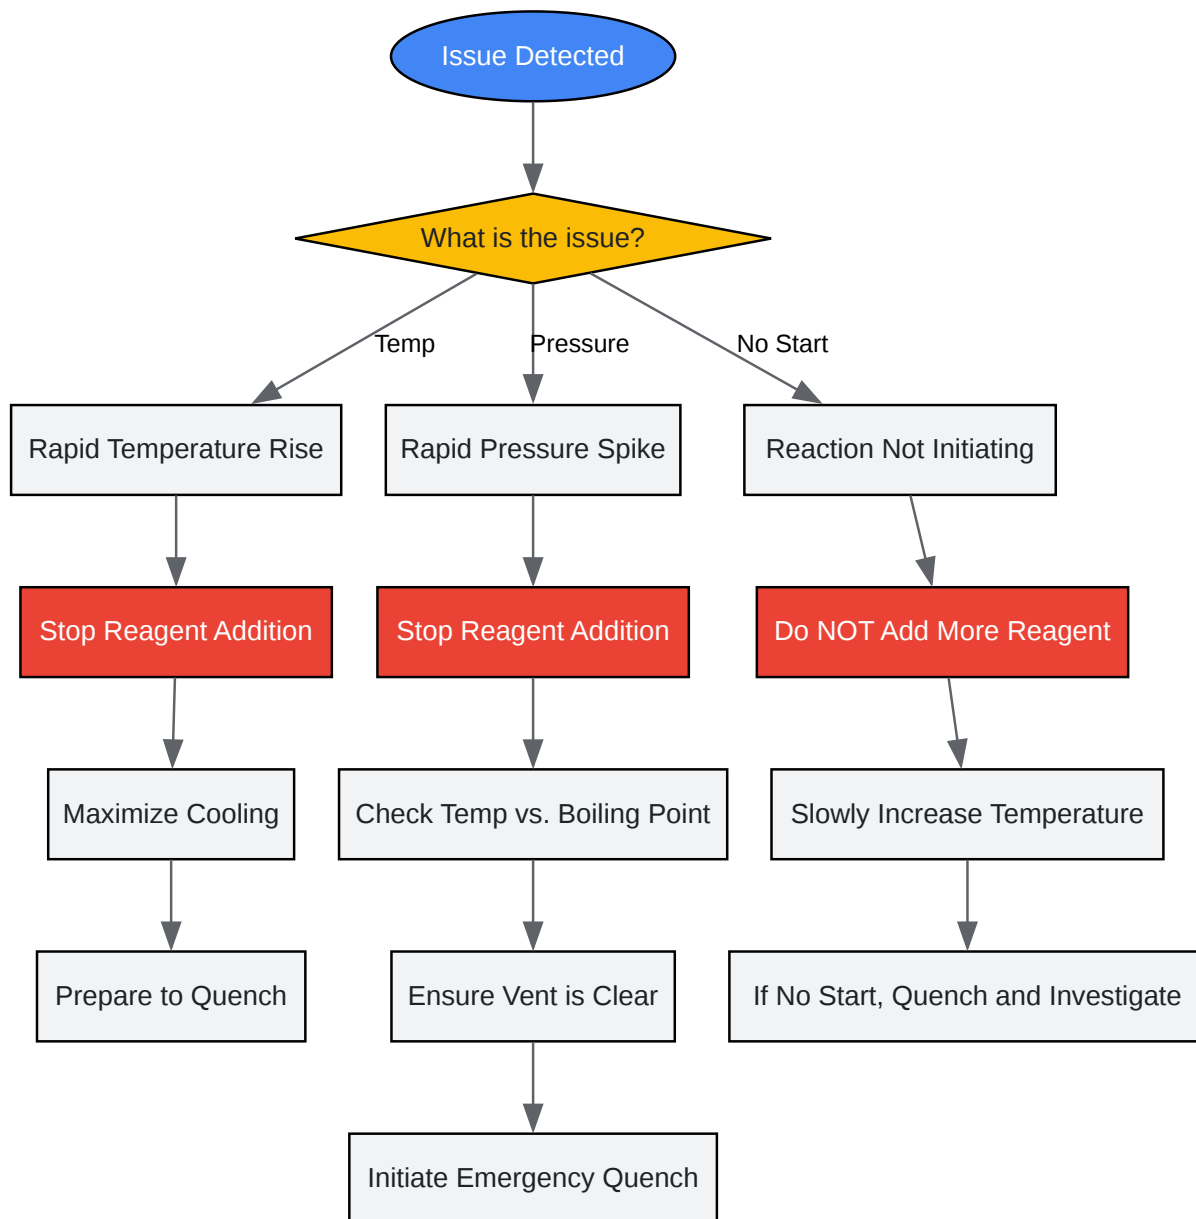 Issue Detected
What is the issue?
Temp
Pressure
No Start
Rapid Temperature Rise
Rapid Pressure Spike
Reaction Not Initiating
Stop Reagent Addition
Stop Reagent Addition
Do NOT Add More Reagent
Maximize Cooling
Check Temp vs. Boiling Point
Slowly Increase Temperature
Prepare to Quench
Ensure Vent is Clear
If No Start, Quench and Investigate
Initiate Emergency Quench